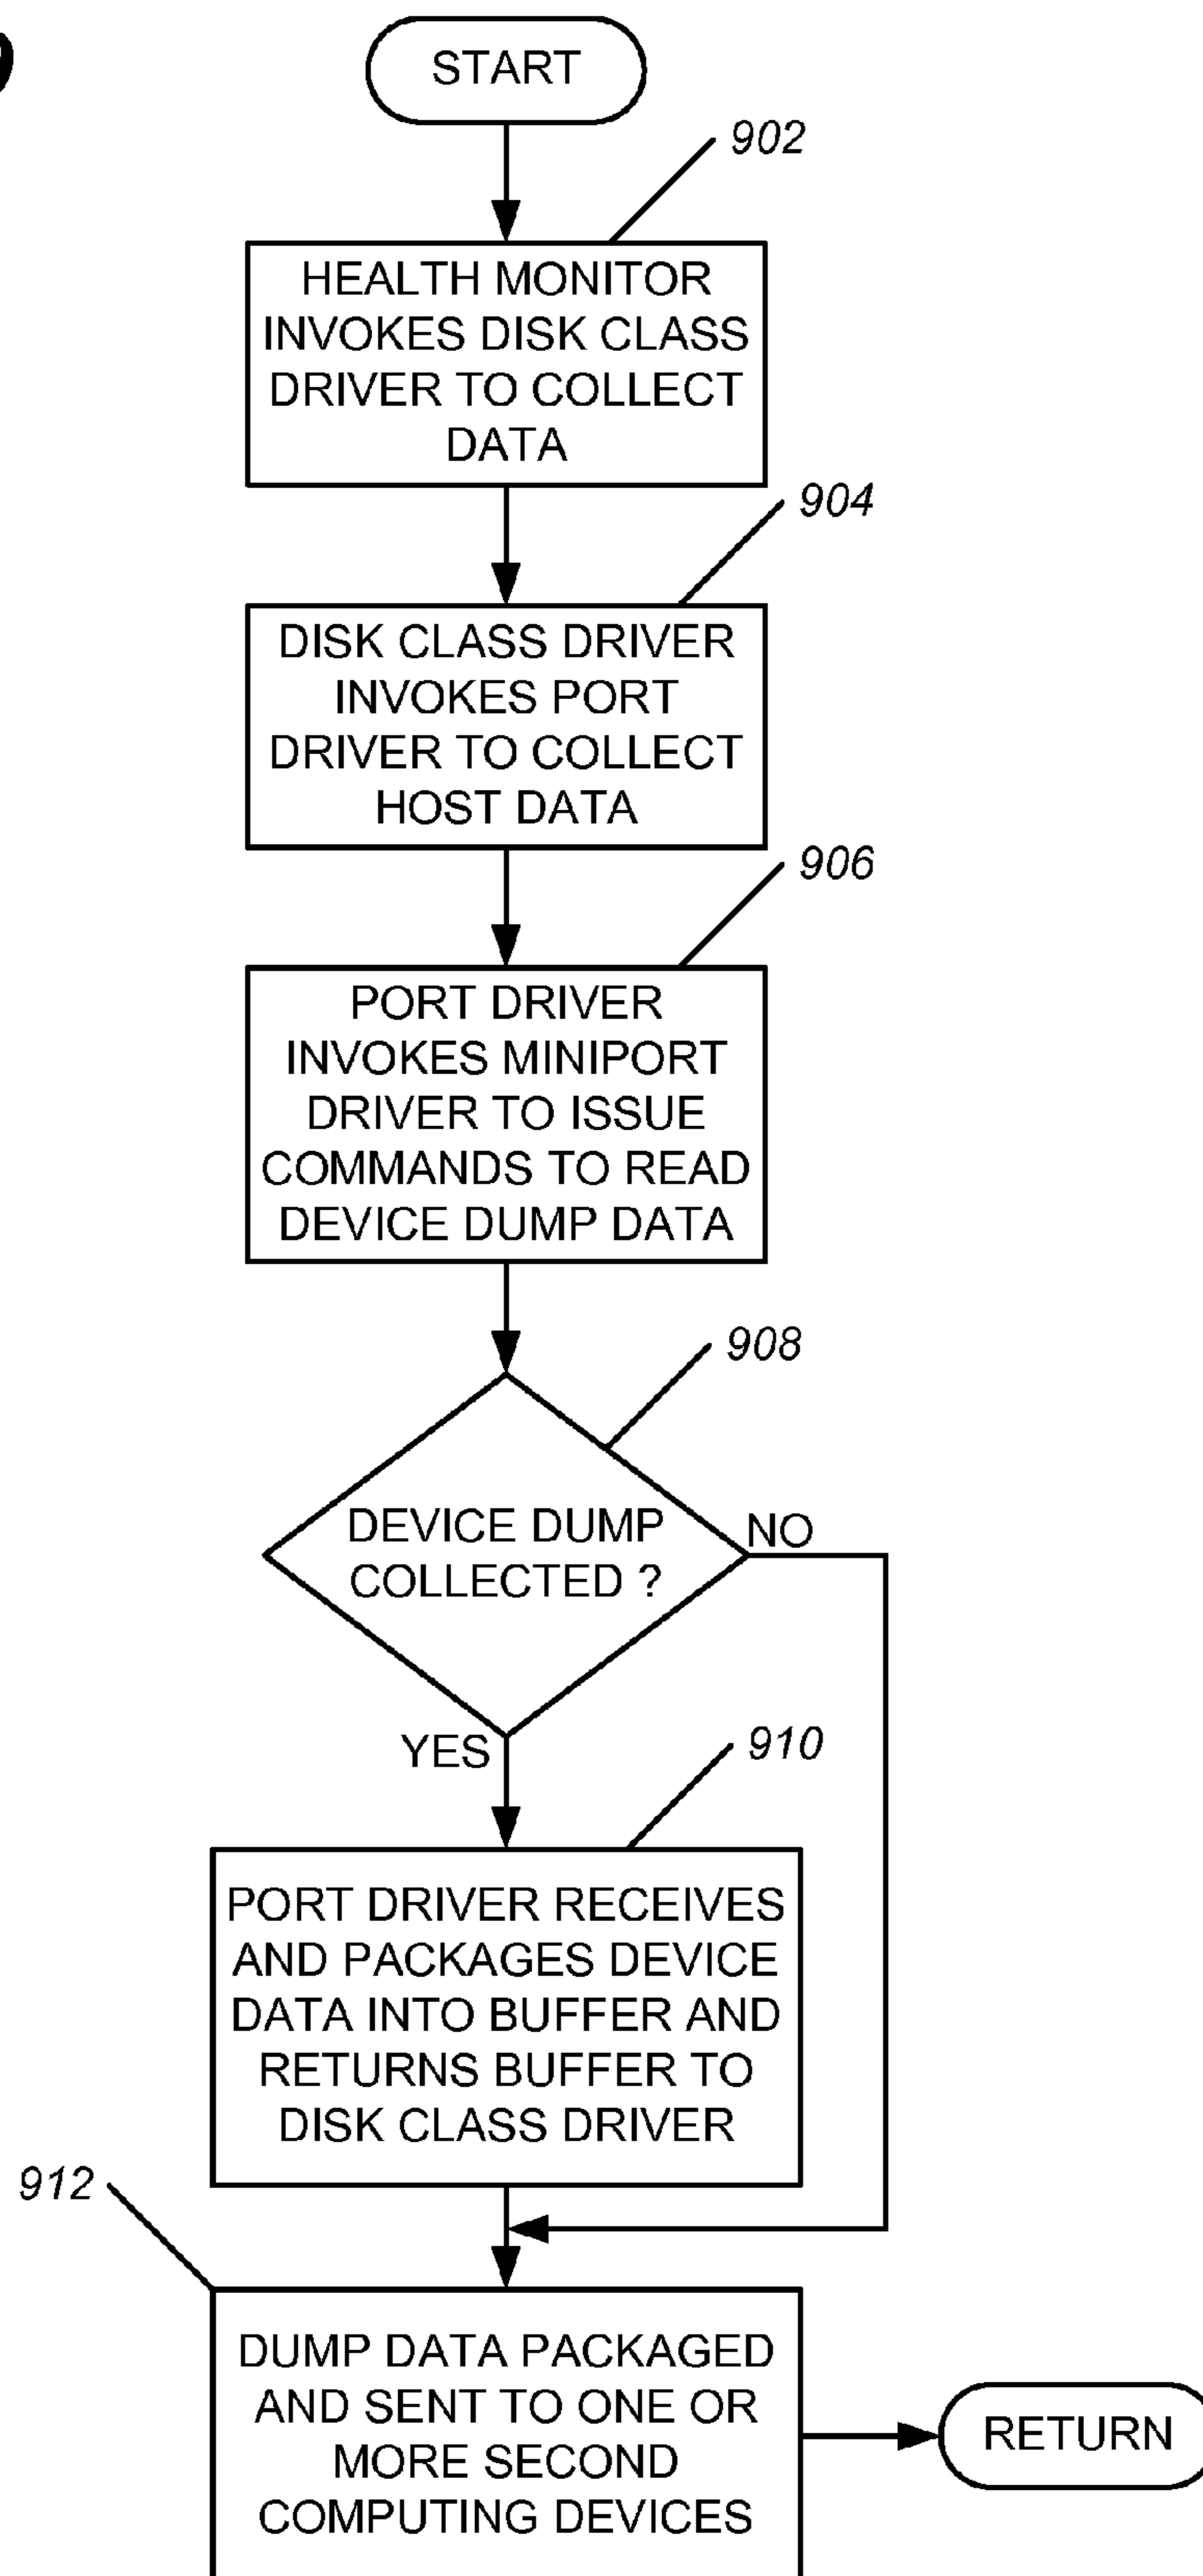 START
902
HEALTH MONITOR
INVOKES DISK CLASS
DRIVER TO COLLECT
DATA
904
DISK CLASS DRIVER
INVOKES PORT
DRIVER TO COLLECT
HOST DATA
906
PORT DRIVER
INVOKES MINIPORT
DRIVER TO ISSUE
COMMANDS TO READ
DEVICE DUMP DATA
908
DEVICE DUMP
COLLECTED ?
NO
YES
910
PORT DRIVER RECEIVES
AND PACKAGES DEVICE
DATA INTO BUFFER AND
RETURNS BUFFER TO
DISK CLASS DRIVER
912
DUMP DATA PACKAGED
AND SENT TO ONE OR
MORE SECOND
COMPUTING DEVICES
RETURN